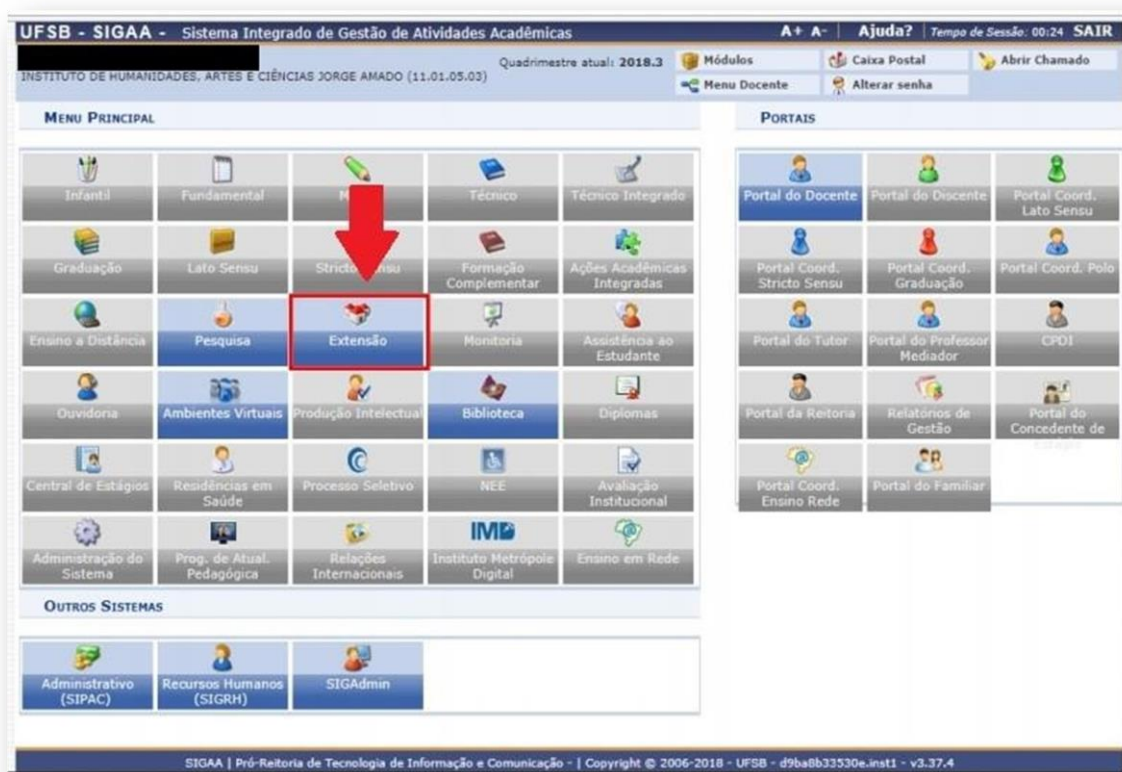 UFSB - SIGAA - Sistema Integrado de Gestão de Atividades Acadêmicas
A+ A- | Ajuda? | Tempo de Sessão: 00:24 SAIR
INSTITUTO DE HUMANIDADES, ARTES E CIÊNCIAS JORGE AMADO (11.01.05.03)
Quadrimestre atual: 2018.3
Módulos
Caixa Postal
Abrir Chamado
Menu Docente
Alterar senha
MENU PRINCIPAL
Infantil
Fundamental
M
Técnico
Técnico Integrado
Graduação
Lato Sensu
Stricto Sensu
Formação
Complementar
Ações Acadêmicas
Integradas
Ensino a Distância
Pesquisa
Extensão
Monitoria
Assistência ao
Estudante
Ouvidoria
Ambientes Virtuais
Produção Intelectual
Biblioteca
Diplomas
Central de Estágios
Residências em
Saúde
Processo Seletivo
NEE
Avaliação
Institucional
Administração do
Sistema
Prog. de Atual.
Pedagógica
Relações
Internacionais
IMD
Instituto Metrópole
Digital
Ensino em Rede
PORTAIS
Portal do Docente
Portal do Discente
Portal Coord.
Lato Sensu
Portal Coord.
Stricto Sensu
Portal Coord.
Graduação
Portal Coord. Polo
Portal do Tutor
Portal do Professor
Mediador
CPDI
Portal da Reitoria
Relatórios de
Gestão
Portal do
Concedente de
Portal Coord.
Ensino Rede
Portal do Familiar
OUTROS SISTEMAS
Administrativo
(SIPAC)
Recursos Humanos
(SIGRH)
SIGAdmin
SIGAA | Pró-Reitoria de Tecnologia de Informação e Comunicação - | Copyright © 2006-2018 - UFSB - d9ba8b33530e.inst1 - v3.37.4